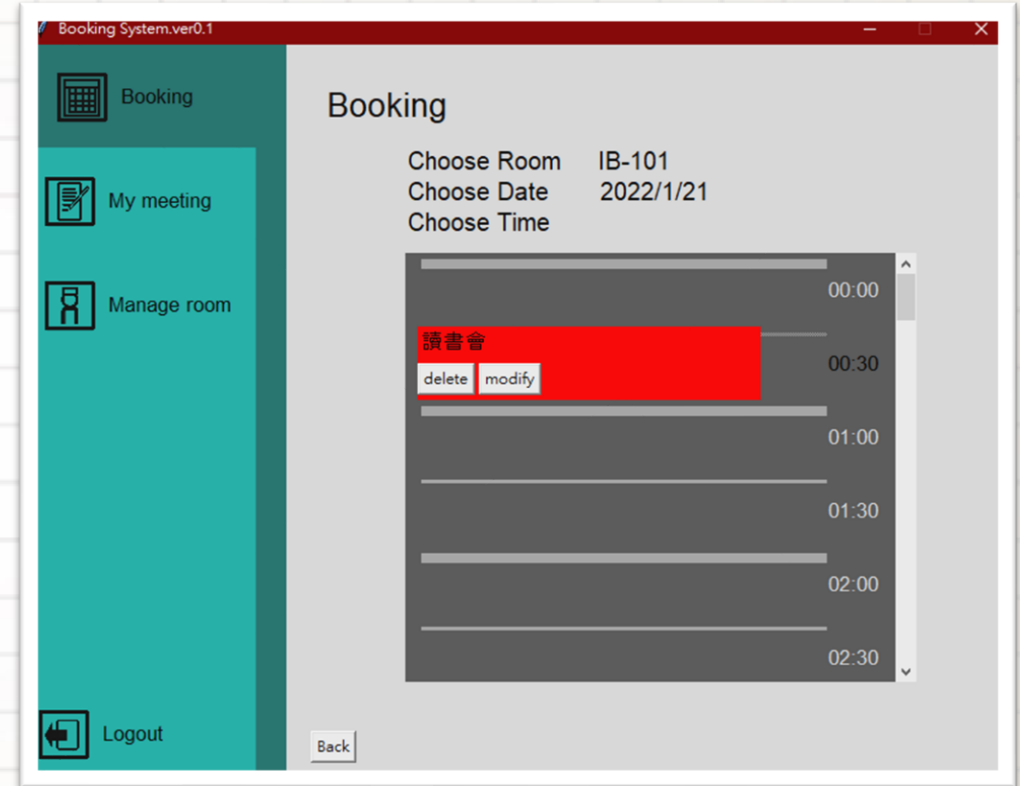 Booking System.ver0.1
Booking
My meeting
Manage room
Logout
Booking
Choose Room IB-101
Choose Date 2022/1/21
Choose Time
00:00
讀書會
delete modify
00:30
01:00
01:30
02:00
02:30
Back